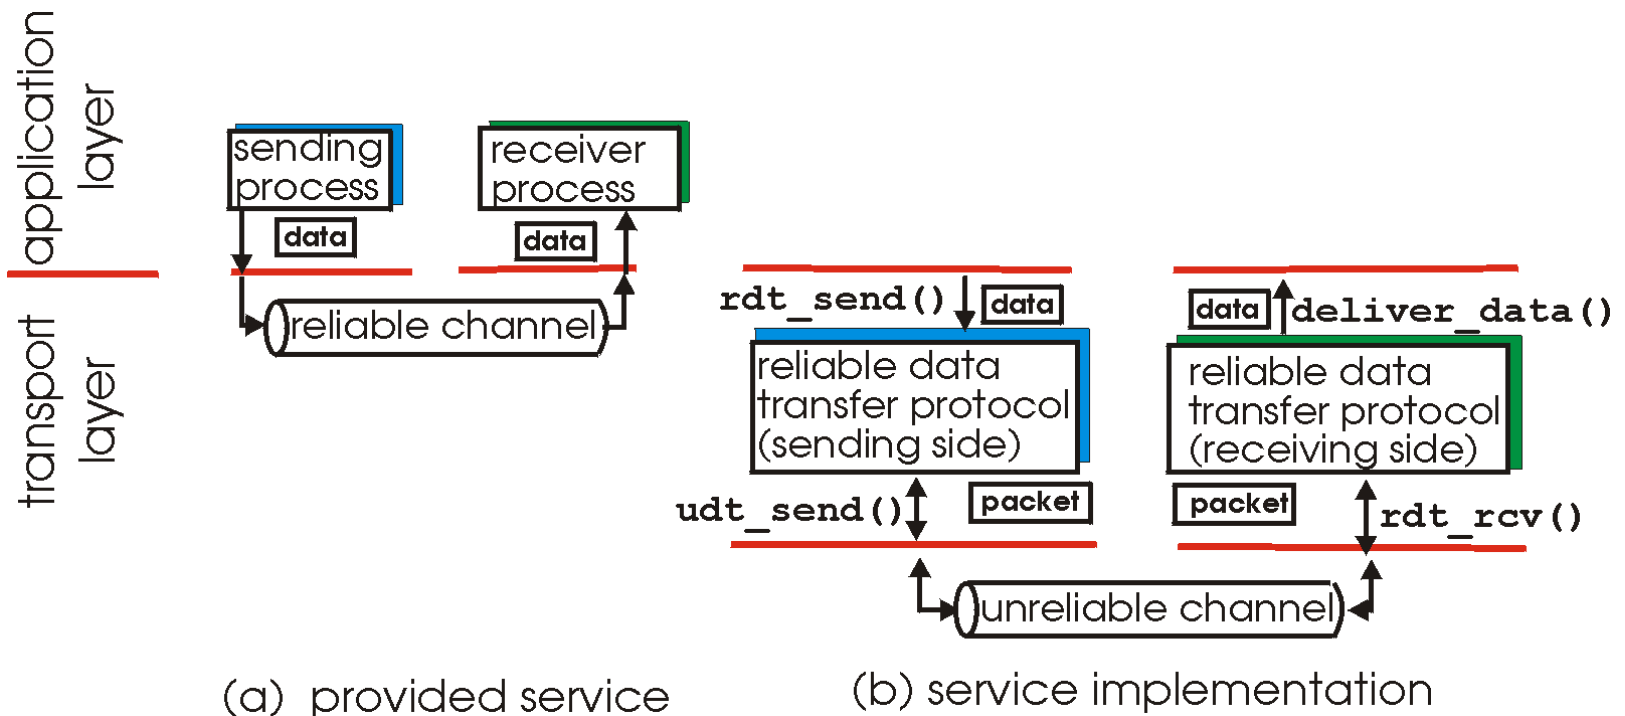 application
layer
transport
layer
sending
process
data
receiver
process
data
reliable channel
(a) provided service
rdt_send()
data
reliable data
transfer protocol
(sending side)
udt_send()
packet
data
deliver_data()
reliable data
transfer protocol
(receiving side)
packet
rdt_rcv()
unreliable channel
(b) service implementation